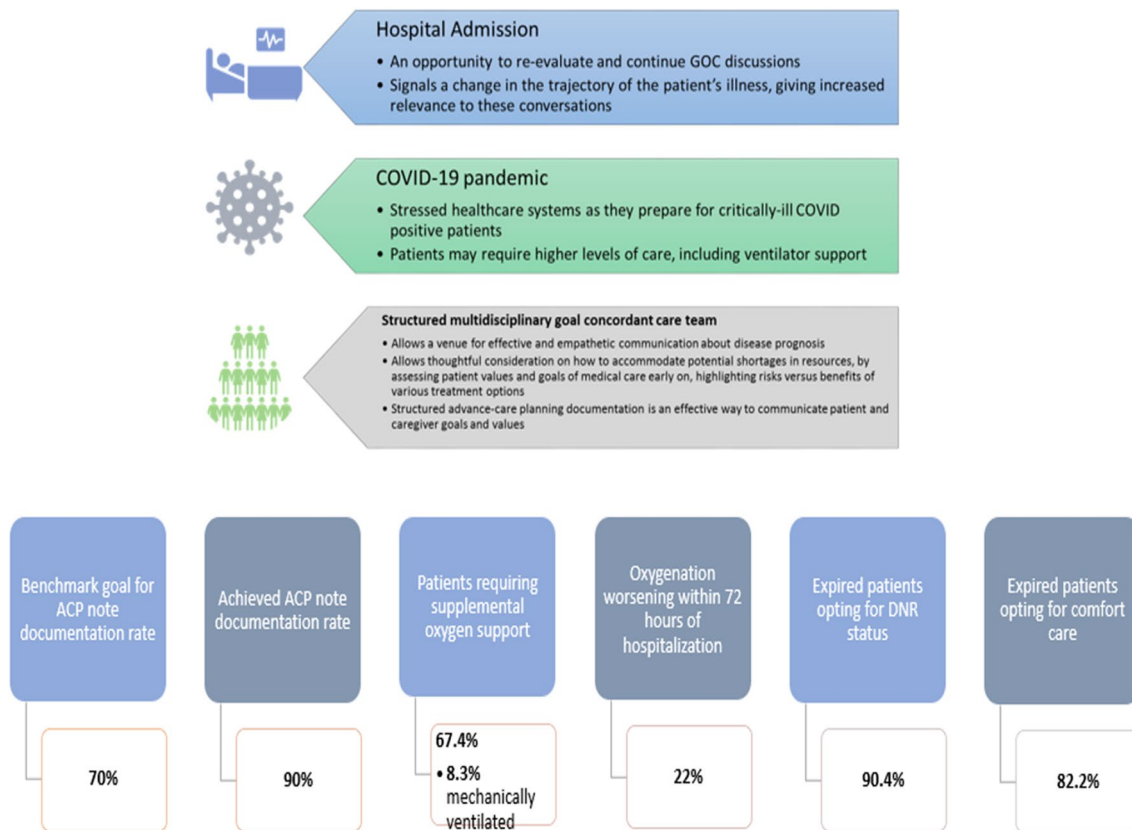 Hospital Admission
• An opportunity to re-evaluate and continue GOC discussions
• Signals a change in the trajectory of the patient's illness, giving increased
relevance to these conversations
COVID-19 pandemic
• Stressed healthcare systems as they prepare for critically-ill COVID
positive patients
• Patients may require higher levels of care, including ventilator support
Structured multidisciplinary goal concordant care team
• Allows a venue for effective and empathetic communication about disease prognosis
• Allows thoughtful consideration on how to accommodate potential shortages in resources, by
assessing patient values and goals of medical care early on, highlighting risks versus benefits of
various treatment options
• Structured advance-care planning documentation is an effective way to communicate patient and
caregiver goals and values
Benchmark goal for
ACP note
documentation rate
70%
Achieved ACP note
documentation rate
90%
Patients requiring
supplemental
oxygen support
67.4%
• 8.3%
mechanically
ventilated
Oxygenation
worsening within 72
hours of
hospitalization
22%
Expired patients
opting for DNR
status
90.4%
Expired patients
opting for comfort
care
82.2%